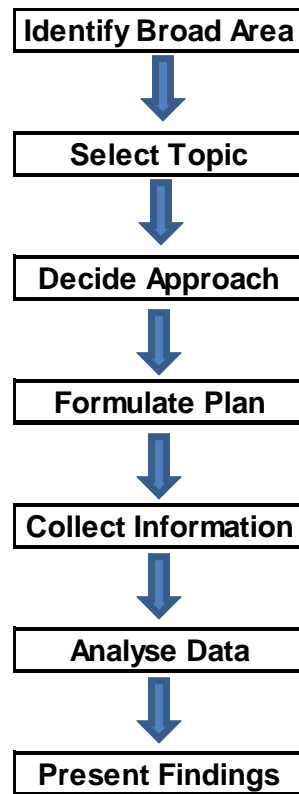 Identify Broad Area
Select Topic
Decide Approach
Formulate Plan
Collect Information
Analyse Data
Present Findings